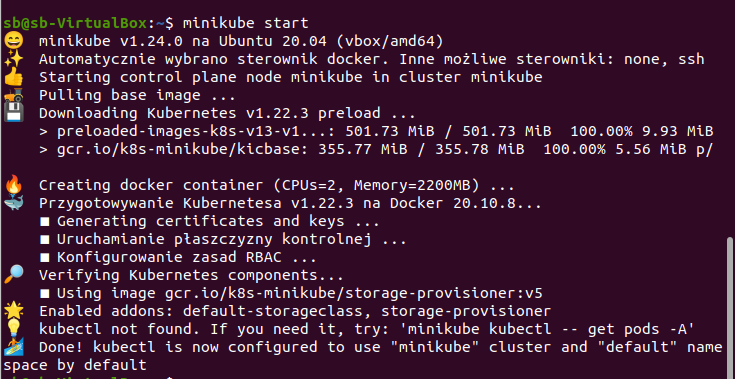 sb@sb-VirtualBox:~$ minikube start
😄 minikube v1.24.0 na Ubuntu 20.04 (vbox/amd64)
✨ Automatycznie wybrano sterownik docker. Inne możliwe sterowniki: none, ssh
👍 Starting control plane node minikube in cluster minikube
🚜 Pulling base image ...
💾 Downloading Kubernetes v1.22.3 preload ...
> preloaded-images-k8s-v13-v1...: 501.73 MiB / 501.73 MiB 100.00% 9.93 MiB
> gcr.io/k8s-minikube/kicbase: 355.77 MiB / 355.78 MiB 100.00% 5.56 MiB p/
🔥 Creating docker container (CPUs=2, Memory=2200MB) ...
🐳 Przygotowywanie Kubernetesa v1.22.3 na Docker 20.10.8...
■ Generating certificates and keys ...
■ Uruchamianie płaszczyzny kontrolnej ...
■ Konfigurowanie zasad RBAC ...
🔎 Verifying Kubernetes components...
■ Using image gcr.io/k8s-minikube/storage-provisioner:v5
🌟 Enabled addons: default-storageclass, storage-provisioner
💡 kubectl not found. If you need it, try: 'minikube kubectl -- get pods -A'
🏄 Done! kubectl is now configured to use "minikube" cluster and "default" name
space by default